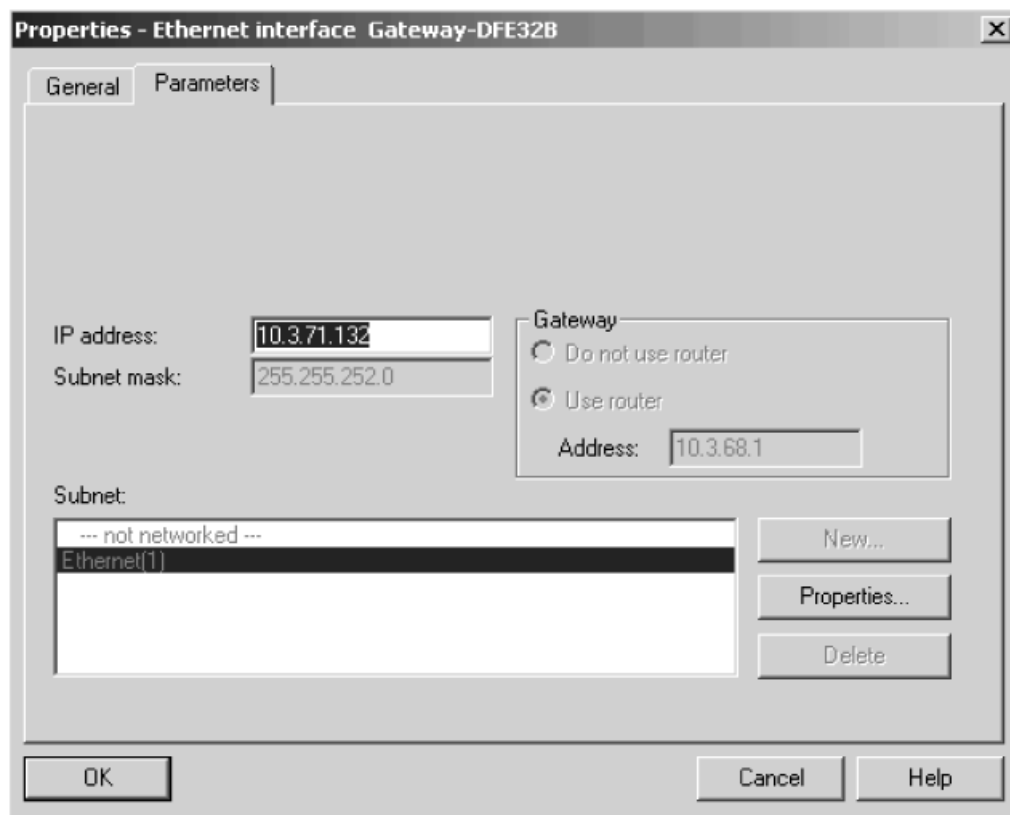 Properties - Ethernet interface Gateway-DFE32B
General
Parameters
IP address:
10.3.71.132
Subnet mask:
255.255.252.0
Gateway
Do not use router
Use router
Address:
10.3.68.1
Subnet:
--- not networked ---
Ethernet(1)
New...
Properties...
Delete
OK
Cancel
Help